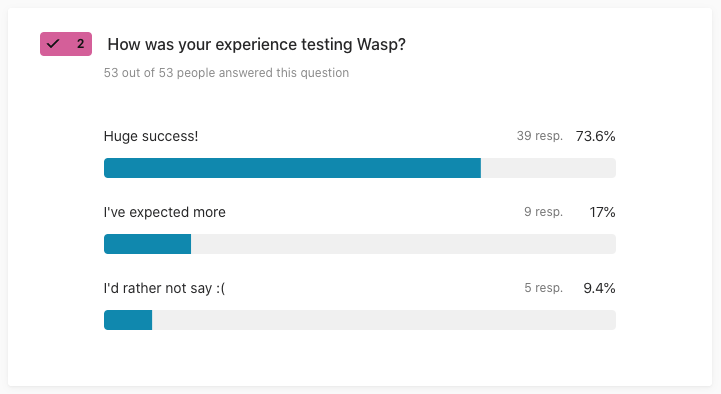 2 How was your experience testing Wasp?
53 out of 53 people answered this question
Huge success! 39 resp. 73.6%
I've expected more 9 resp. 17%
I'd rather not say :( 5 resp. 9.4%